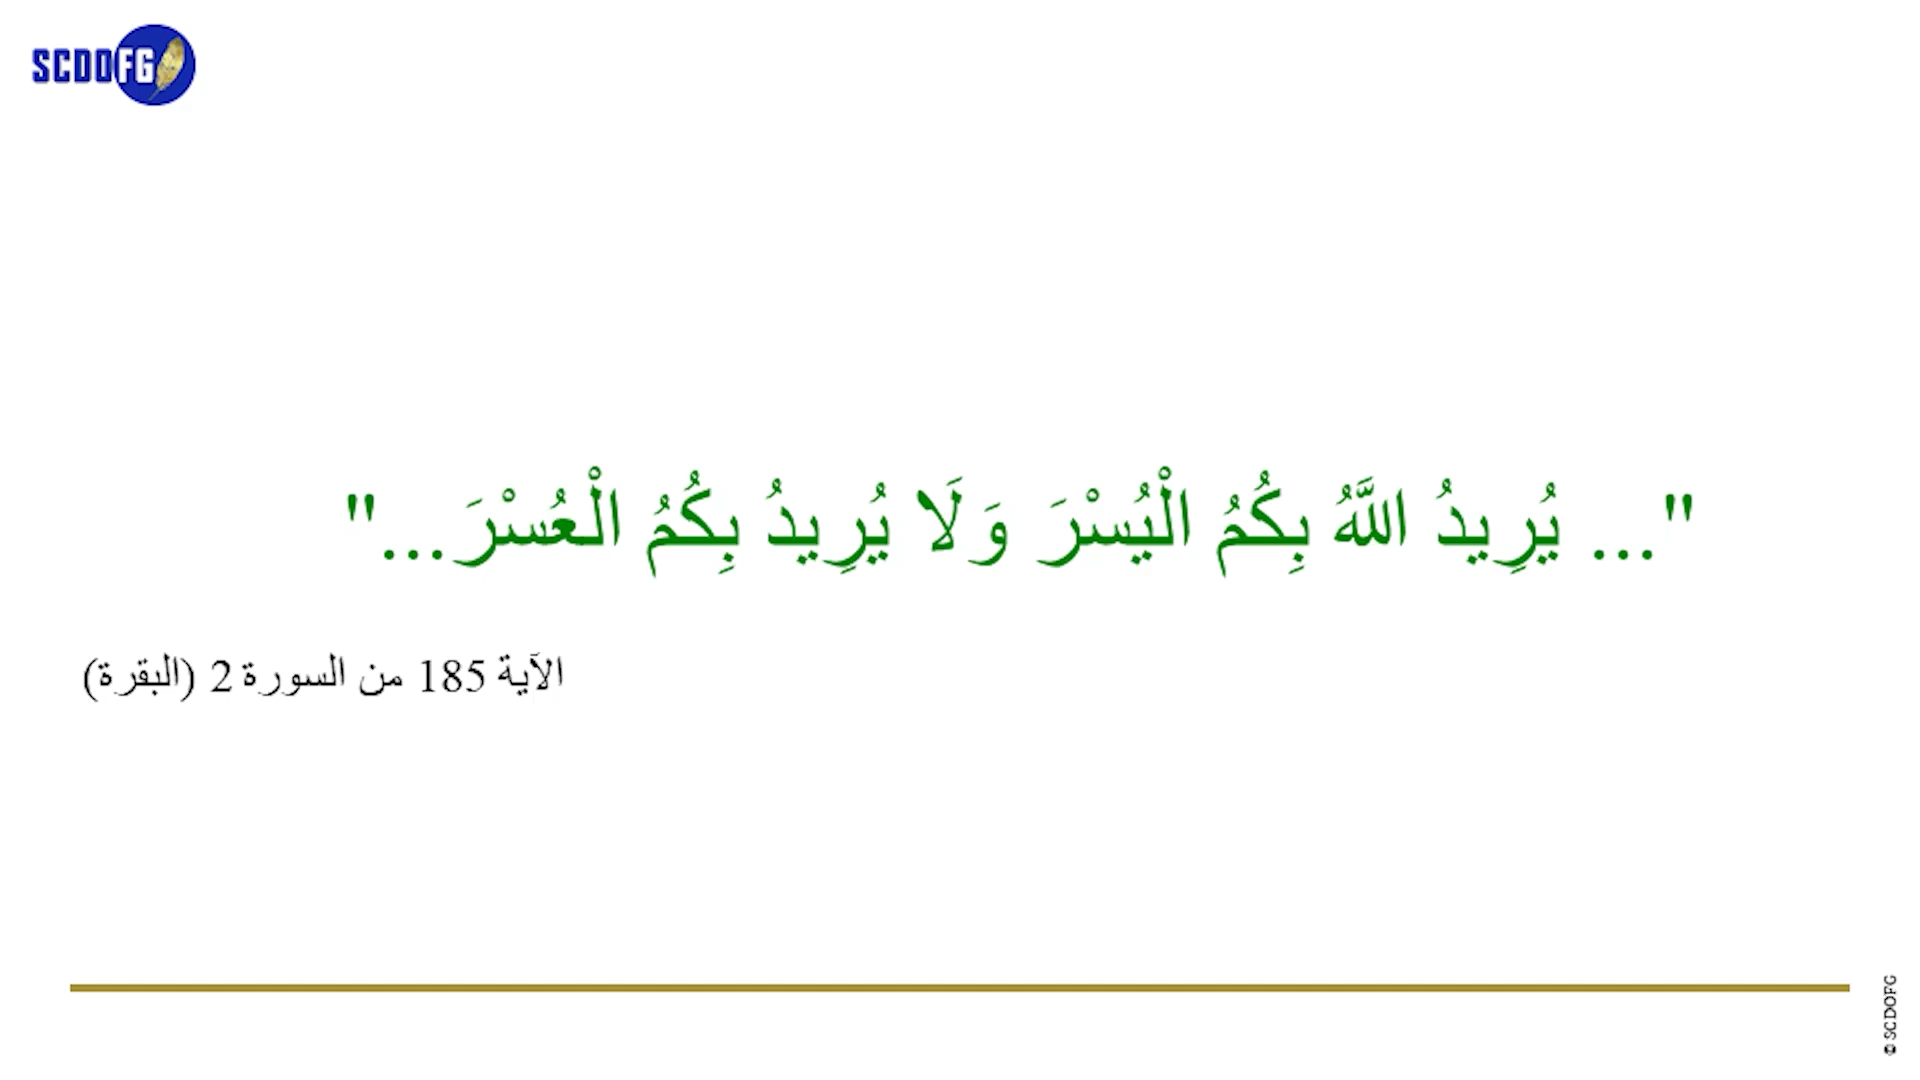 SCDOFG
"... يُرِيدُ اللَّهُ بِكُمُ الْيُسْرَ وَلَا يُرِيدُ بِكُمُ الْعُسْرَ..."
الآية 185 من السورة 2 (البقرة)
© SCDOFG